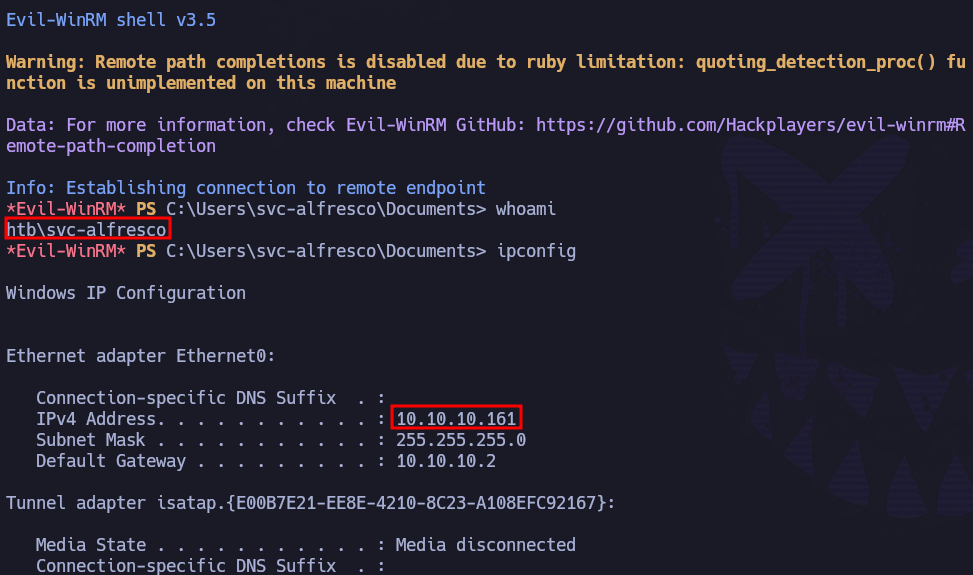 Evil-WinRM shell v3.5
Warning: Remote path completions is disabled due to ruby limitation: quoting_detection_proc() fu
nction is unimplemented on this machine
Data: For more information, check Evil-WinRM GitHub: https://github.com/Hackplayers/evil-winrm#R
emote-path-completion
Info: Establishing connection to remote endpoint
*Evil-WinRM* PS C:\Users\svc-alfresco\Documents> whoami
htb\svc-alfresco
*Evil-WinRM* PS C:\Users\svc-alfresco\Documents> ipconfig
Windows IP Configuration
Ethernet adapter Ethernet0:
Connection-specific DNS Suffix  . :
IPv4 Address. . . . . . . . . . . : 10.10.10.161
Subnet Mask . . . . . . . . . . . : 255.255.255.0
Default Gateway . . . . . . . . . : 10.10.10.2
Tunnel adapter isatap.{E00B7E21-EE8E-4210-8C23-A108EFC92167}:
Media State . . . . . . . . . . . : Media disconnected
Connection-specific DNS Suffix  . :